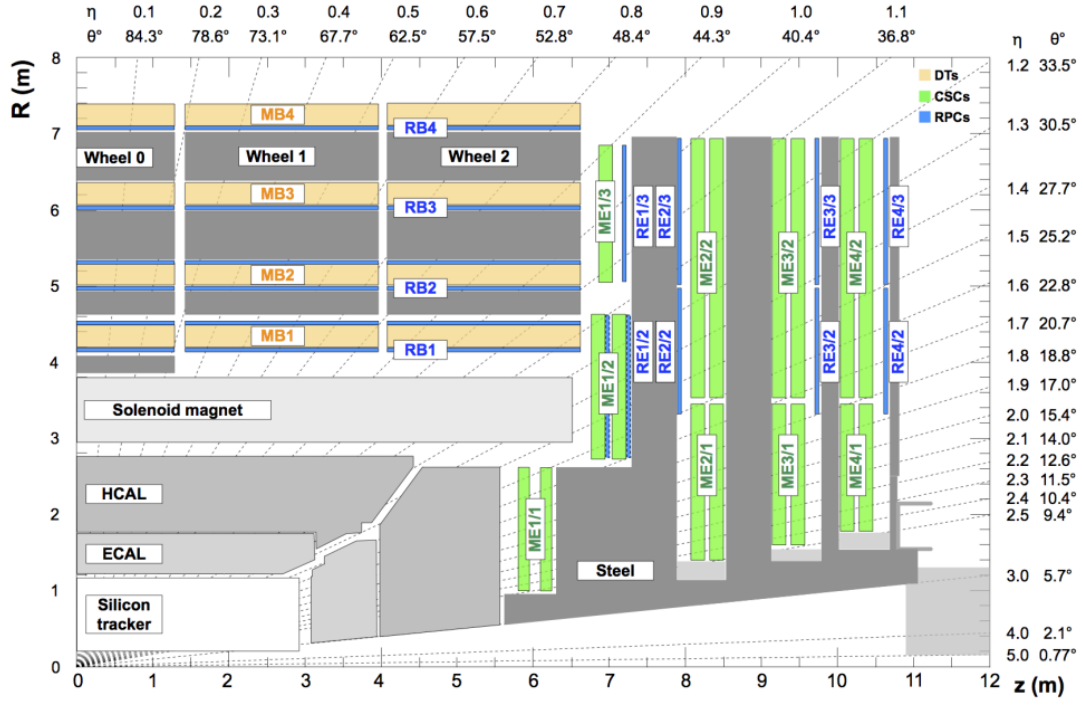 η 0.1 0.2 0.3 0.4 0.5 0.6 0.7 0.8 0.9 1.0 1.1
θ° 84.3° 78.6° 73.1° 67.7° 62.5° 57.5° 52.8° 48.4° 44.3° 40.4° 36.8° η θ°
R (m)
8
7
6
5
4
3
2
1
0
1.2 33.5°
1.3 30.5°
1.4 27.7°
1.5 25.2°
1.6 22.8°
1.7 20.7°
1.8 18.8°
1.9 17.0°
2.0 15.4°
2.1 14.0°
2.2 12.6°
2.3 11.5°
2.4 10.4°
2.5 9.4°
3.0 5.7°
4.0 2.1°
5.0 0.77°
DTs
CSCs
RPCs
MB4
RB4
Wheel 0 Wheel 1 Wheel 2
MB3
RB3
MB2
RB2
MB1
RB1
Solenoid magnet
HCAL
ECAL
Silicon
tracker
Steel
ME1/3
RE1/3
RE2/3
ME2/2
ME3/2
RE3/3
ME4/2
RE4/3
ME1/2
RE1/2
RE2/2
RE3/2
RE4/2
ME1/1
ME2/1
ME3/1
ME4/1
0 1 2 3 4 5 6 7 8 9 10 11 12
z (m)